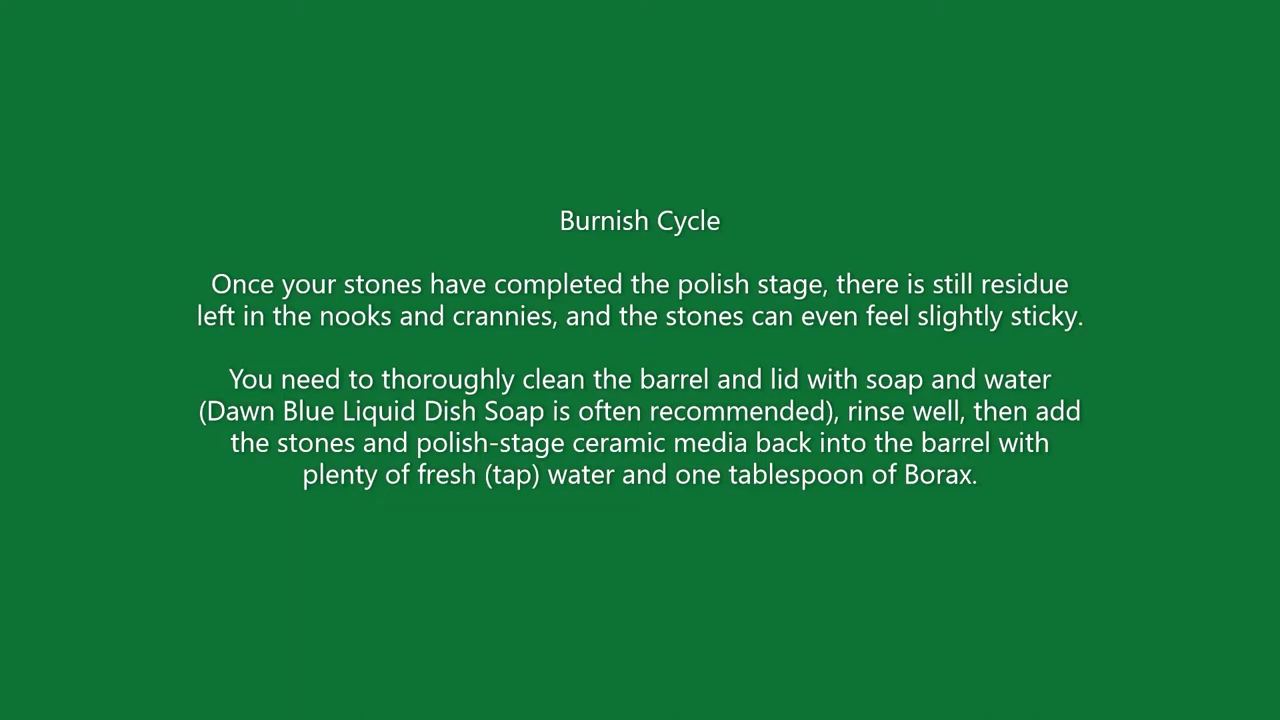 Burnish Cycle
Once your stones have completed the polish stage, there is still residue
left in the nooks and crannies, and the stones can even feel slightly sticky.
You need to thoroughly clean the barrel and lid with soap and water
(Dawn Blue Liquid Dish Soap is often recommended), rinse well, then add
the stones and polish-stage ceramic media back into the barrel with
plenty of fresh (tap) water and one tablespoon of Borax.